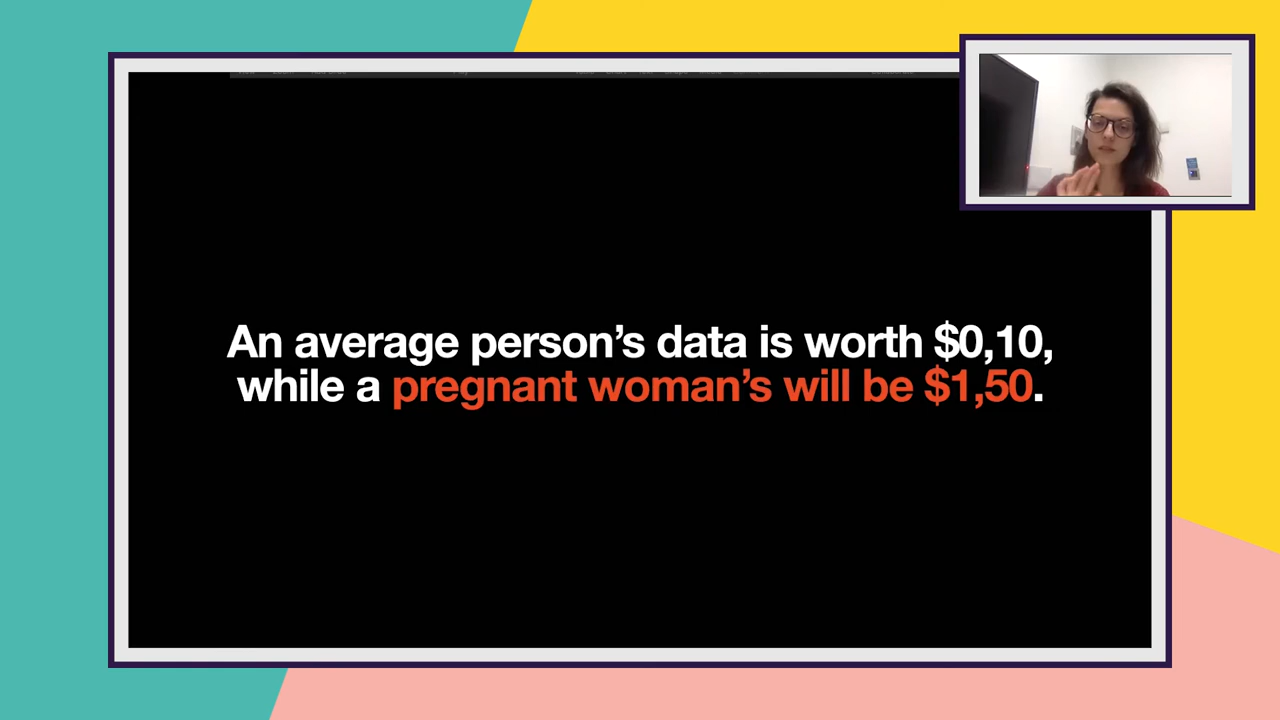 An average person’s data is worth $0,10,
while a pregnant woman’s will be $1,50.